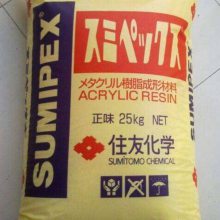 SUMIPEX
スミペックス
メタクリル樹脂成形材料
ACRYLIC RESIN
正味 25kg NET
住友化学
SUMITOMO CHEMICAL
SUMIPEX